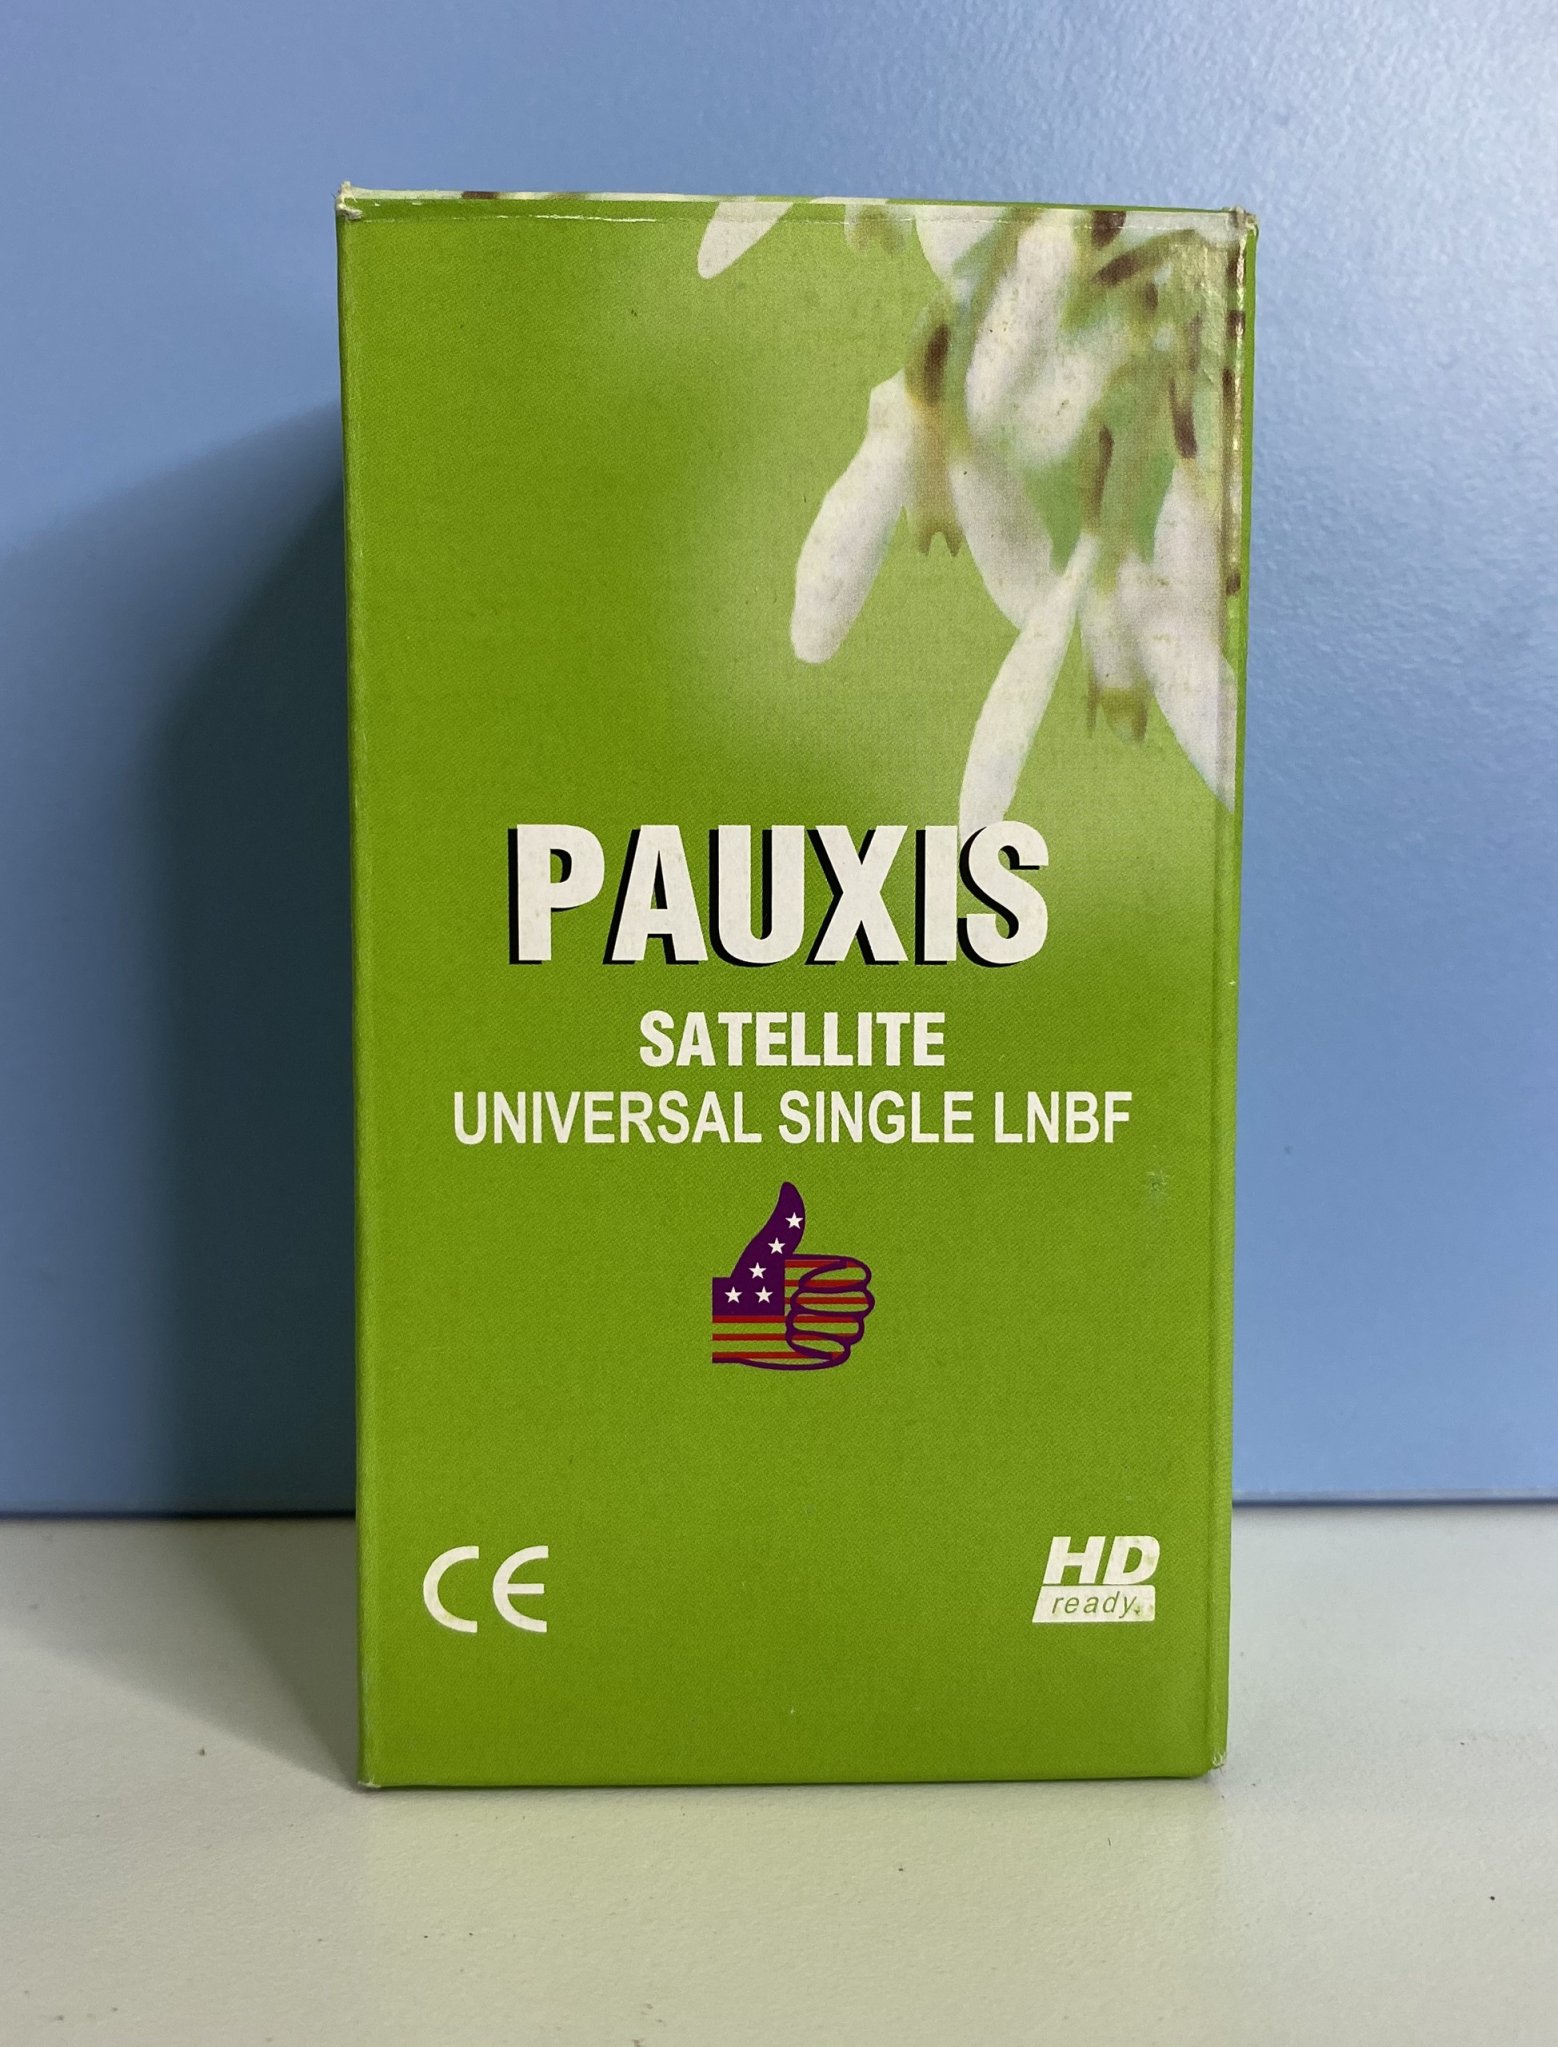 PAUXIS
SATELLITE
UNIVERSAL SINGLE LNBF
CE
HD
ready